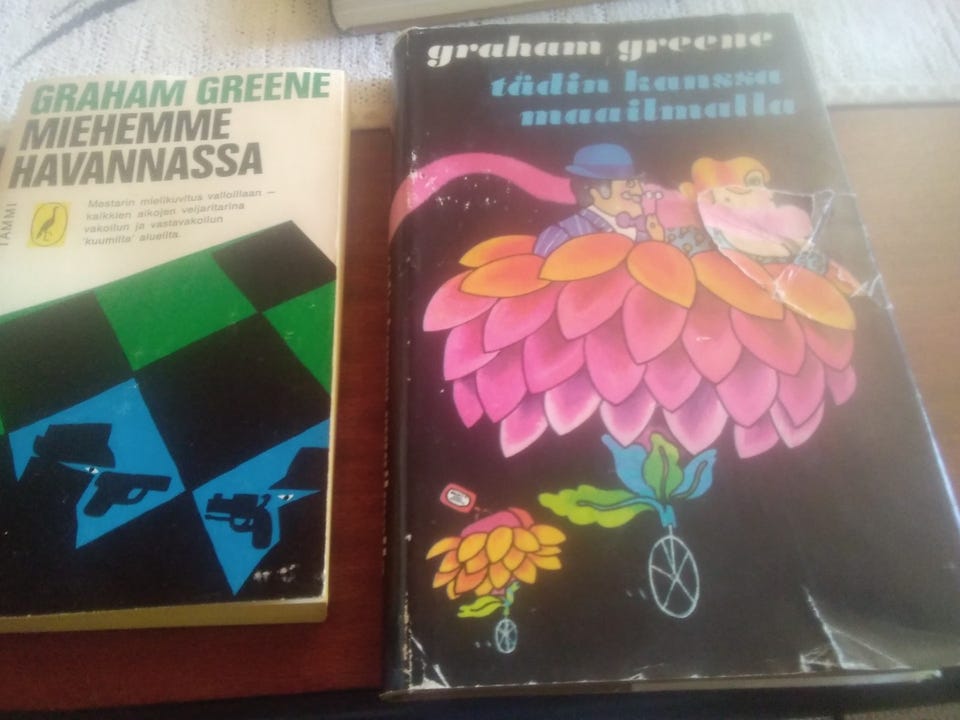 GRAHAM GREENE
MIEHEMME
HAVANNASSA
Mestarin mielikuvitus valloillaan –
kaikkien aikojen veijaritarina
vakoilun ja vastavakoilun
'kuumilta' alueilta.
TAMMI
graham greene
tädin kanssa
maailmalla